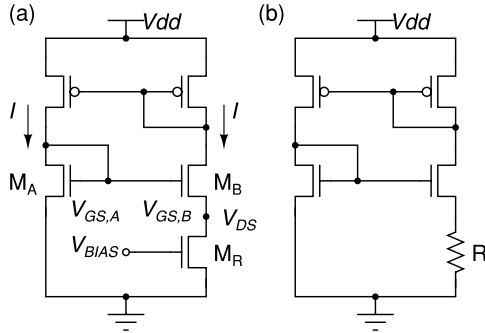 (a) Vdd (b) Vdd
I I
M_A M_B
V_GS,A V_GS,B V_DS
V_BIAS M_R R